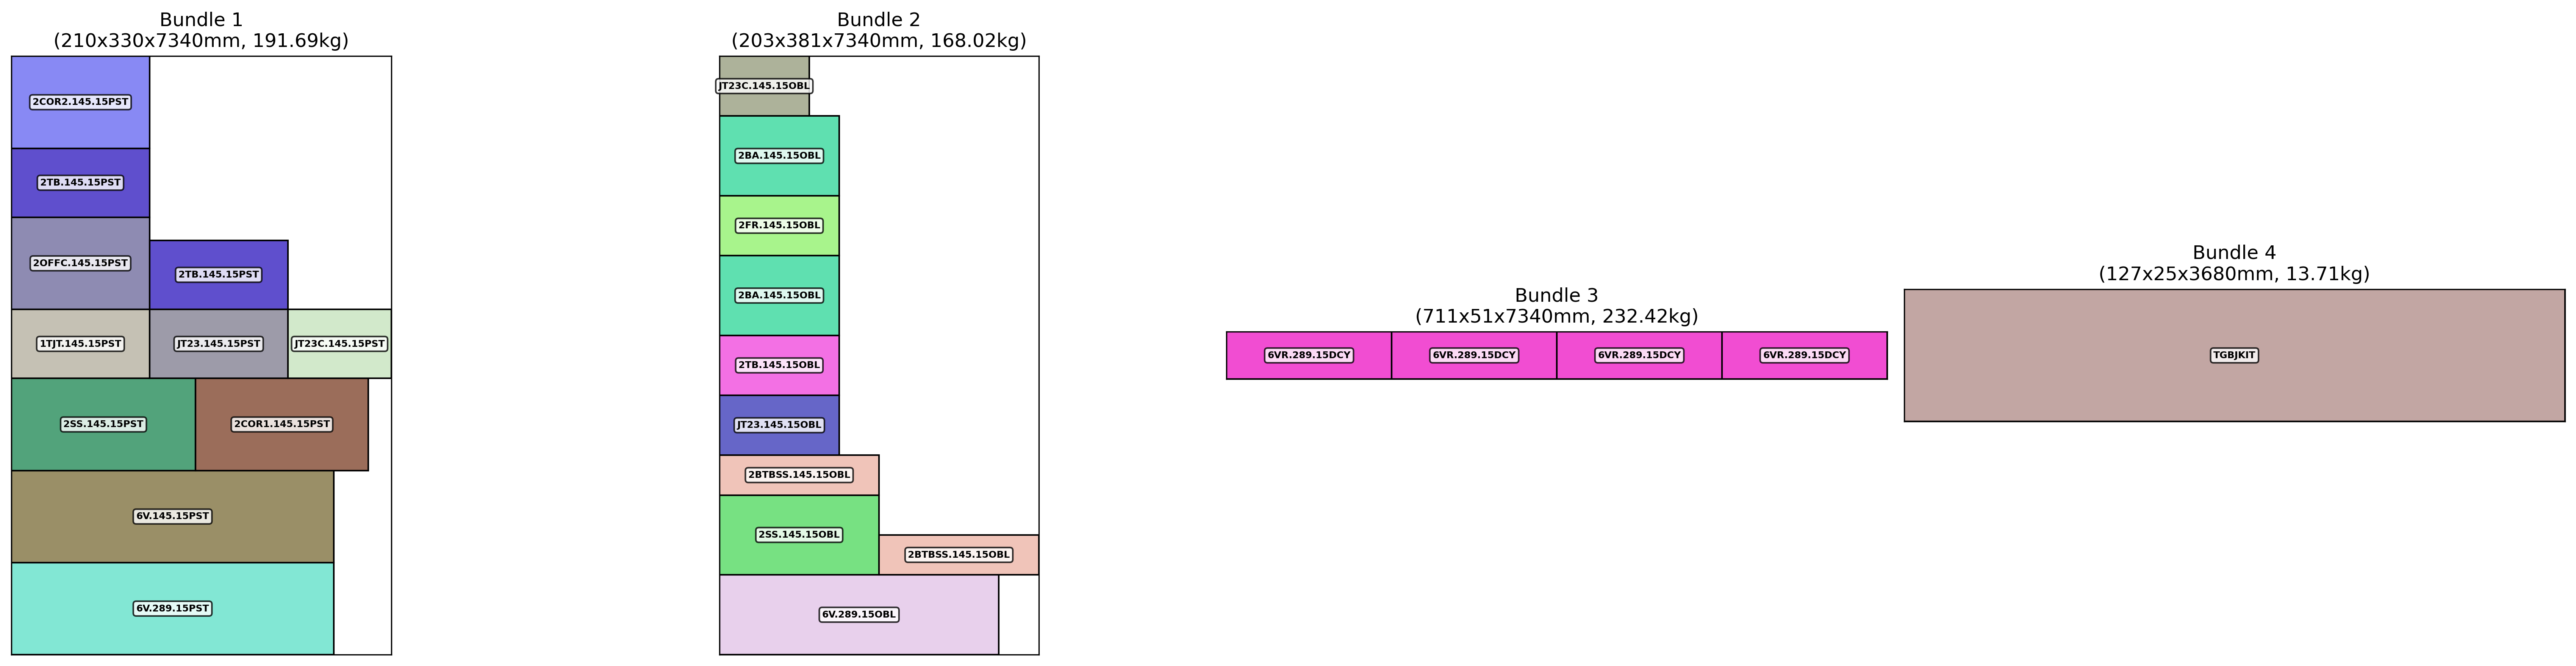 Bundle 1
(210x330x7340mm, 191.69kg)
2COR2.145.15PST
2TB.145.15PST
2OFFC.145.15PST
2TB.145.15PST
1TJT.145.15PST
JT23.145.15PST
JT23C.145.15PST
2SS.145.15PST
2COR1.145.15PST
6V.145.15PST
6V.289.15PST
Bundle 2
(203x381x7340mm, 168.02kg)
JT23C.145.15OBL
2BA.145.15OBL
2FR.145.15OBL
2BA.145.15OBL
2TB.145.15OBL
JT23.145.15OBL
2BTBSS.145.15OBL
2SS.145.15OBL
2BTBSS.145.15OBL
6V.289.15OBL
Bundle 3
(711x51x7340mm, 232.42kg)
6VR.289.15DCY
6VR.289.15DCY
6VR.289.15DCY
6VR.289.15DCY
Bundle 4
(127x25x3680mm, 13.71kg)
TGBJKIT